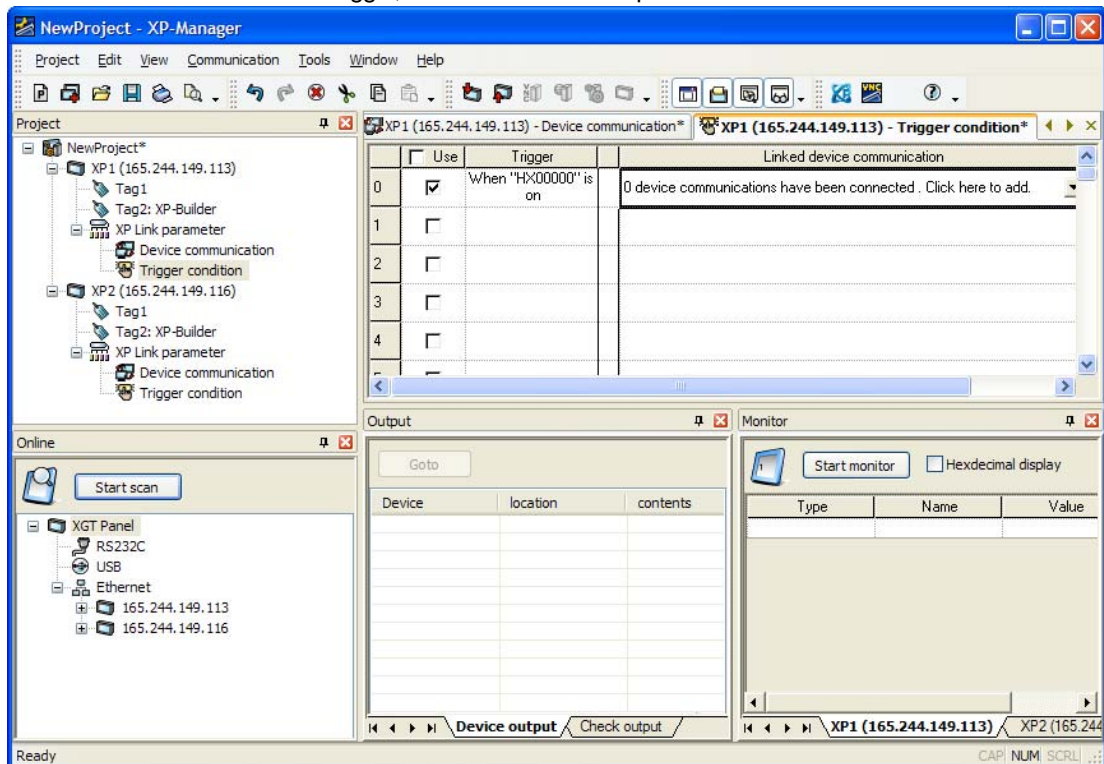 NewProject - XP-Manager
Project Edit View Communication Tools Window Help
Project
NewProject*
XP1 (165.244.149.113)
Tag1
Tag2: XP-Builder
XP Link parameter
Device communication
Trigger condition
XP2 (165.244.149.116)
Tag1
Tag2: XP-Builder
XP Link parameter
Device communication
Trigger condition
XP1 (165.244.149.113) - Device communication* XP1 (165.244.149.113) - Trigger condition*
Use Trigger Linked device communication
0 When "HX00000" is on 0 device communications have been connected . Click here to add.
1
2
3
4
Online
Start scan
XGT Panel
RS232C
USB
Ethernet
165.244.149.113
165.244.149.116
Output
Goto
Device location contents
Device output Check output
Monitor
1 Start monitor Hexdecimal display
Type Name Value
XP1 (165.244.149.113) XP2 (165.244
Ready CAP NUM SCRL